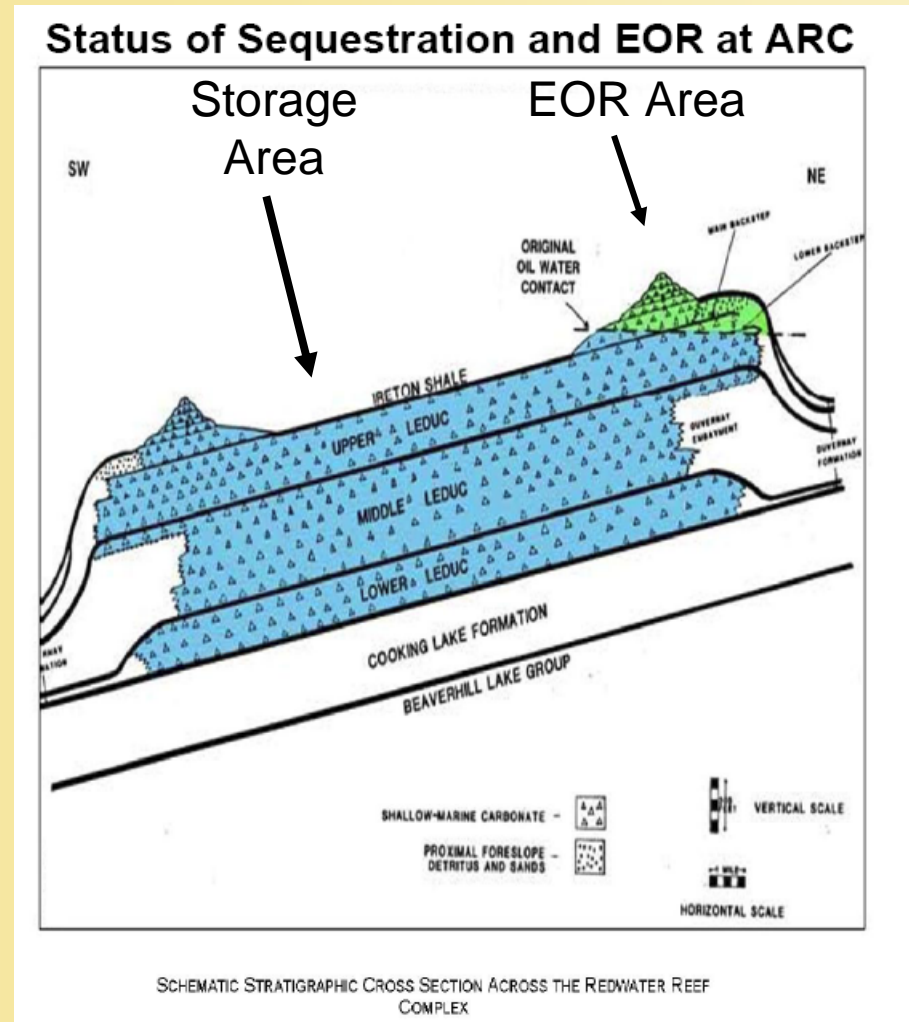 Status of Sequestration and EOR at ARC
Storage
Area
EOR Area
SW
NE
MAIN BACKSTEP
LOWER BACKSTEP
ORIGINAL
OIL WATER
CONTACT
IRETON SHALE
UPPER LEDUC
DUVERNAY
EMBAYMENT
DUVERNAY
FORMATION
MIDDLE LEDUC
LOWER LEDUC
COOKING LAKE FORMATION
BEAVERHILL LAKE GROUP
SHALLOW-MARINE CARBONATE -
VERTICAL SCALE
PROXIMAL FORESLOPE -
DETRITUS AND SANDS
MILE
HORIZONTAL SCALE
SCHEMATIC STRATIGRAPHIC CROSS SECTION ACROSS THE REDWATER REEF
COMPLEX